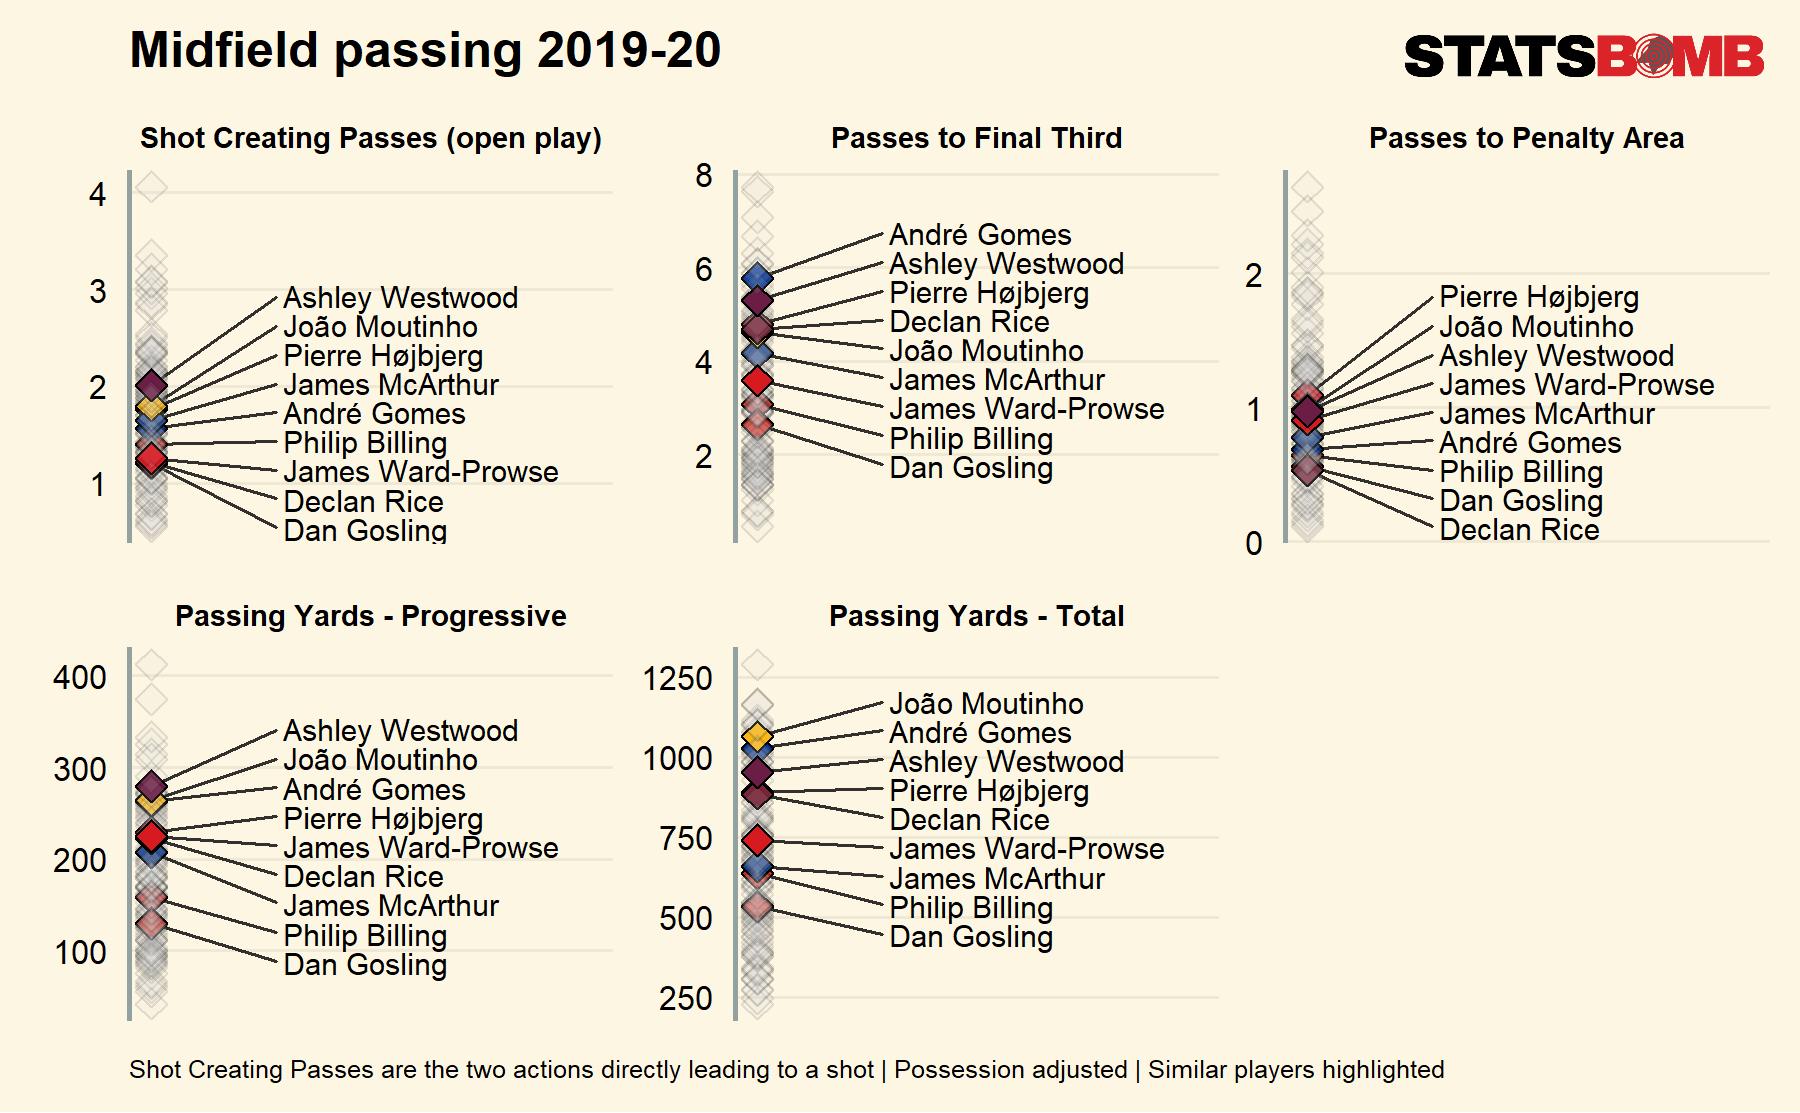 Midfield passing 2019-20
STATSBOMB
Shot Creating Passes (open play)
4
3
2
1
Ashley Westwood
João Moutinho
Pierre Højbjerg
James McArthur
André Gomes
Philip Billing
James Ward-Prowse
Declan Rice
Dan Gosling
Passes to Final Third
8
6
4
2
André Gomes
Ashley Westwood
Pierre Højbjerg
Declan Rice
João Moutinho
James McArthur
James Ward-Prowse
Philip Billing
Dan Gosling
Passes to Penalty Area
2
1
0
Pierre Højbjerg
João Moutinho
Ashley Westwood
James Ward-Prowse
James McArthur
André Gomes
Philip Billing
Dan Gosling
Declan Rice
Passing Yards - Progressive
400
300
200
100
Ashley Westwood
João Moutinho
André Gomes
Pierre Højbjerg
James Ward-Prowse
Declan Rice
James McArthur
Philip Billing
Dan Gosling
Passing Yards - Total
1250
1000
750
500
250
João Moutinho
André Gomes
Ashley Westwood
Pierre Højbjerg
Declan Rice
James Ward-Prowse
James McArthur
Philip Billing
Dan Gosling
Shot Creating Passes are the two actions directly leading to a shot | Possession adjusted | Similar players highlighted